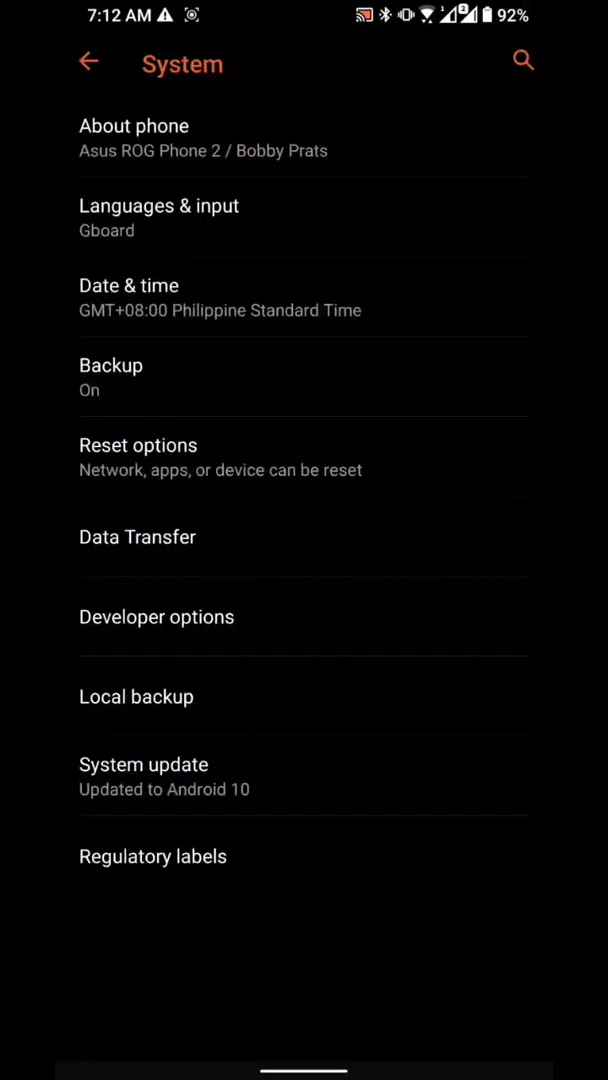 7:12 AM 1 2 92%
System
About phone
Asus ROG Phone 2 / Bobby Prats
Languages & input
Gboard
Date & time
GMT+08:00 Philippine Standard Time
Backup
On
Reset options
Network, apps, or device can be reset
Data Transfer
Developer options
Local backup
System update
Updated to Android 10
Regulatory labels